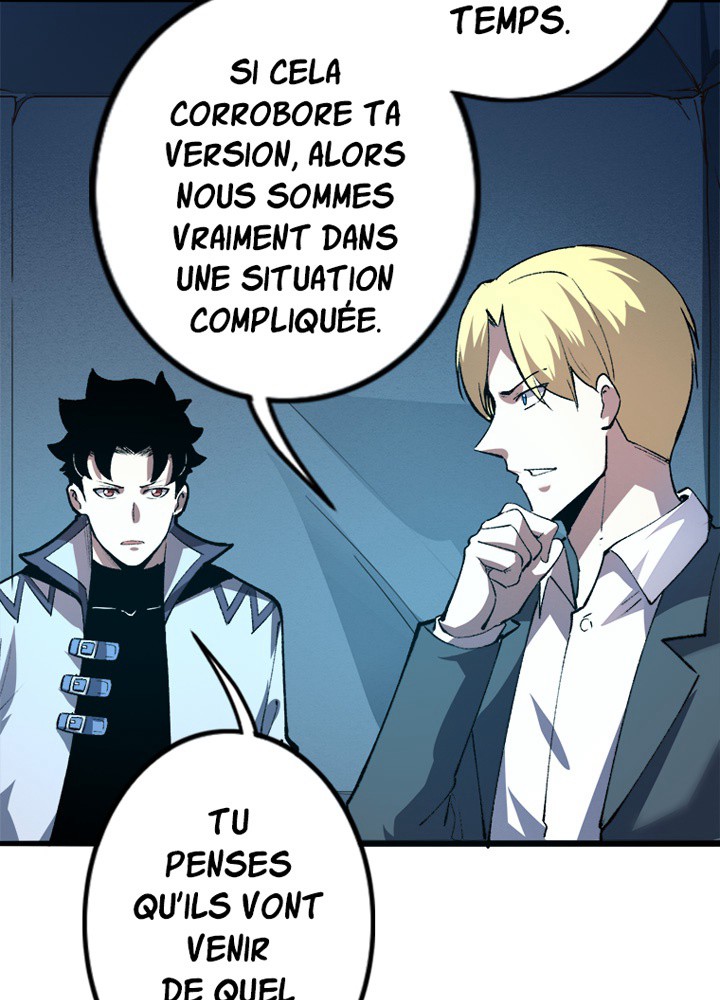 TEMPS.
SI CELA
CORROBORE TA
VERSION, ALORS
NOUS SOMMES
VRAIMENT DANS
UNE SITUATION
COMPLIQUÉE.
TU
PENSES
QU'ILS VONT
VENIR
DE QUEL